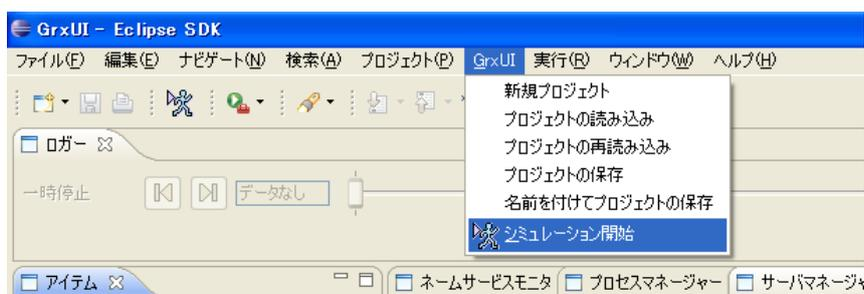 GrxUI - Eclipse SDK
ファイル(F) 編集(E) ナビゲート(N) 検索(A) プロジェクト(P) GrxUI 実行(R) ウィンドウ(W) ヘルプ(H)
新規プロジェクト
プロジェクトの読み込み
プロジェクトの再読み込み
プロジェクトの保存
名前を付けてプロジェクトの保存
シミュレーション開始
ロガー
一時停止 データなし
アイテム ネームサービスモニタ プロセスマネージャー サーバマネージャ